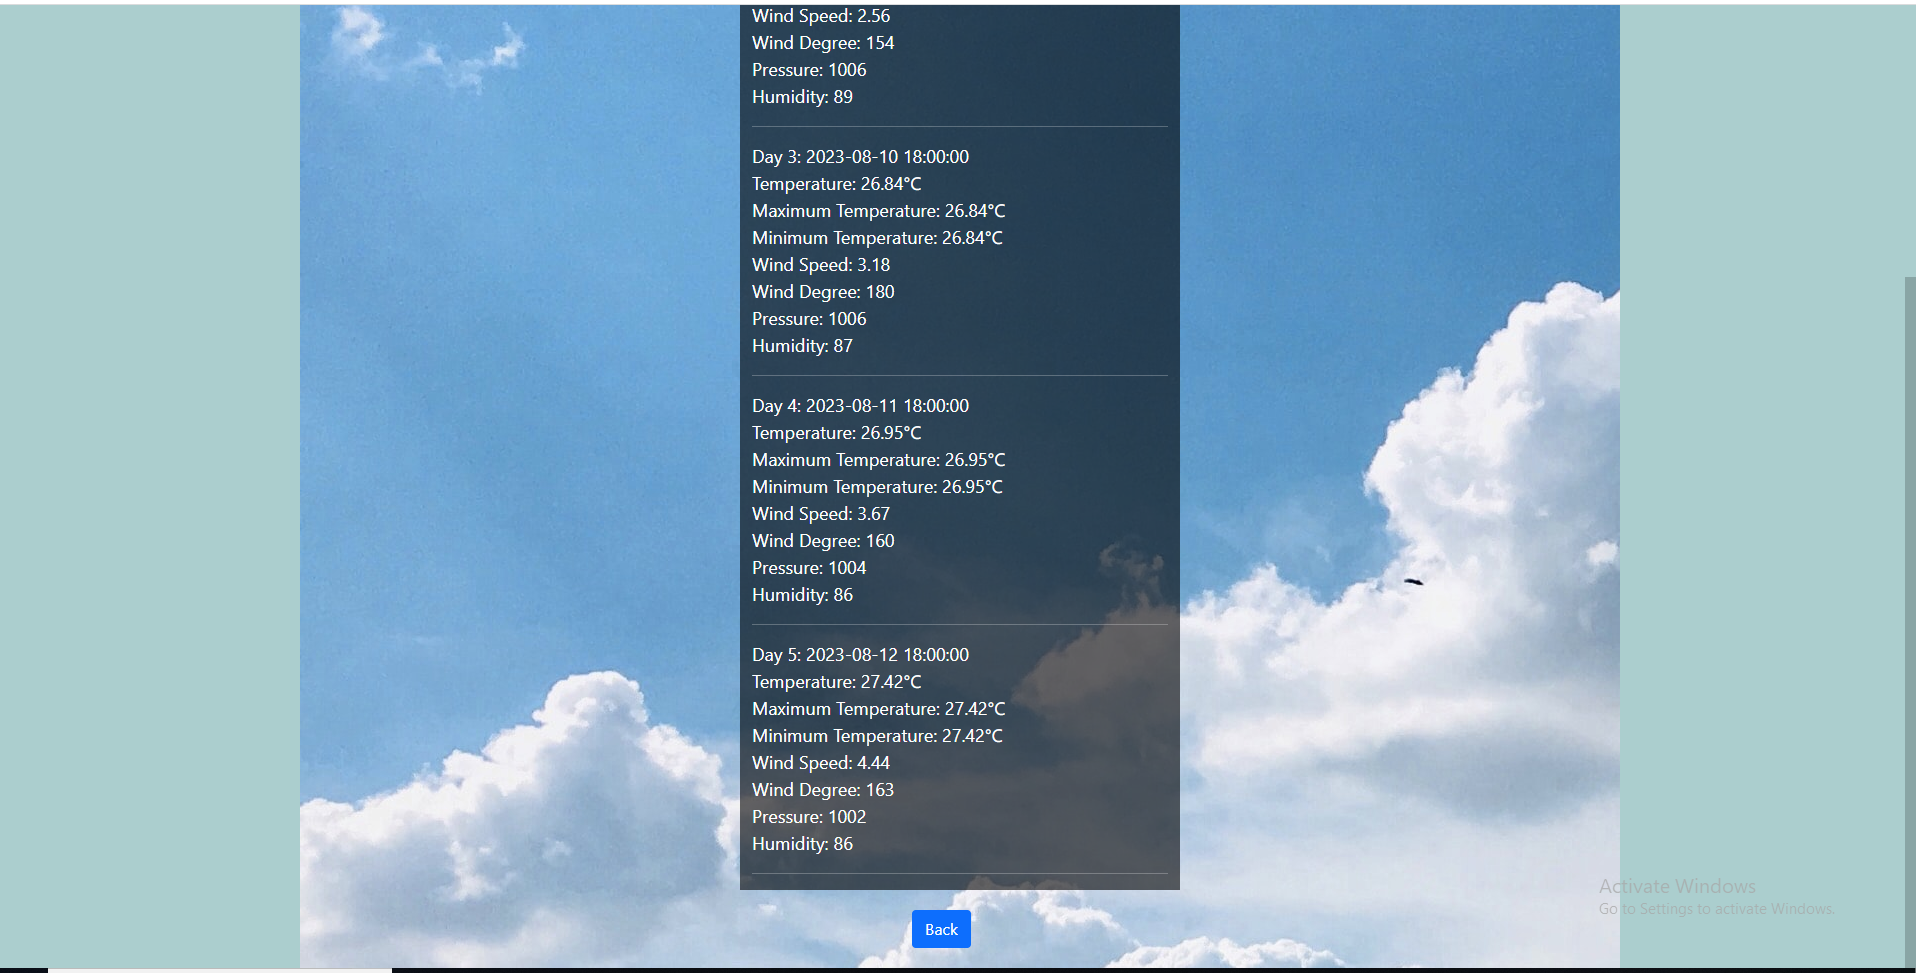 Wind Speed: 2.56
Wind Degree: 154
Pressure: 1006
Humidity: 89
Day 3: 2023-08-10 18:00:00
Temperature: 26.84°C
Maximum Temperature: 26.84°C
Minimum Temperature: 26.84°C
Wind Speed: 3.18
Wind Degree: 180
Pressure: 1006
Humidity: 87
Day 4: 2023-08-11 18:00:00
Temperature: 26.95°C
Maximum Temperature: 26.95°C
Minimum Temperature: 26.95°C
Wind Speed: 3.67
Wind Degree: 160
Pressure: 1004
Humidity: 86
Day 5: 2023-08-12 18:00:00
Temperature: 27.42°C
Maximum Temperature: 27.42°C
Minimum Temperature: 27.42°C
Wind Speed: 4.44
Wind Degree: 163
Pressure: 1002
Humidity: 86
Back
Activate Windows
Go to Settings to activate Windows.